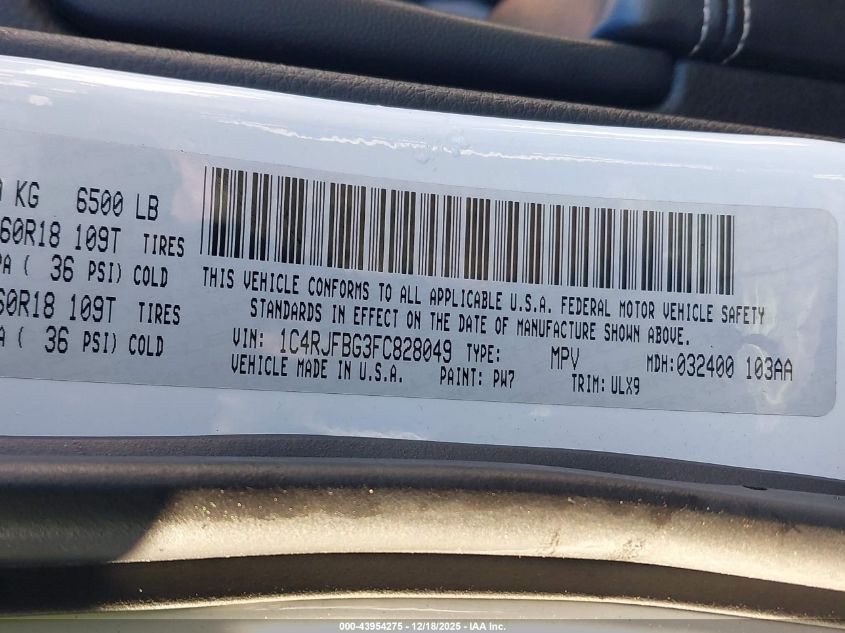 0 KG 6500 LB
60R18 109T TIRES
PA ( 36 PSI) COLD
60R18 109T TIRES
A ( 36 PSI) COLD
THIS VEHICLE CONFORMS TO ALL APPLICABLE U.S.A. FEDERAL MOTOR VEHICLE SAFETY
STANDARDS IN EFFECT ON THE DATE OF MANUFACTURE SHOWN ABOVE.
VIN: 1C4RJFBG3FC828049 TYPE: MPV MDH:032400 103AA
VEHICLE MADE IN U.S.A. PAINT: PW7 TRIM: ULX9
000-43954275 - 12/18/2025 - IAA Inc.